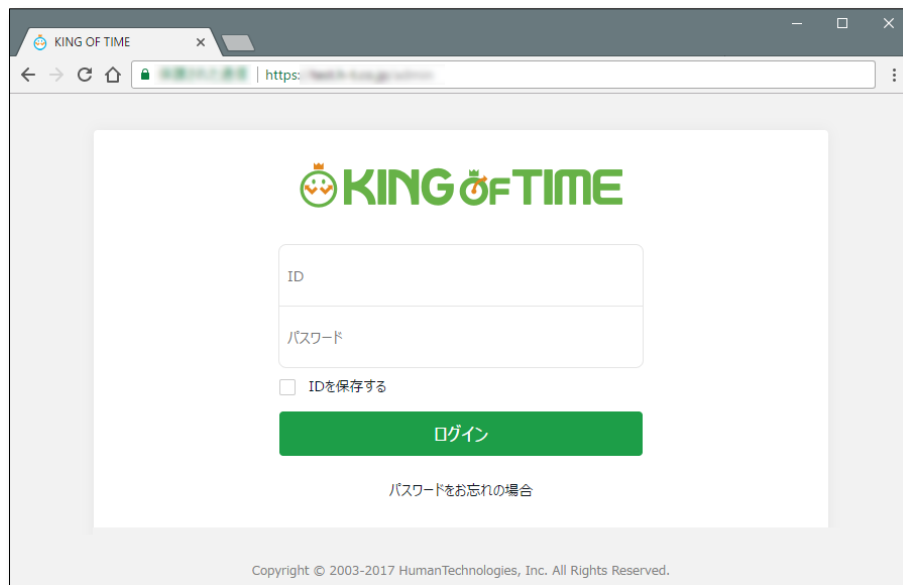 KING OF TIME
https:
KING OF TIME
ID
パスワード
IDを保存する
ログイン
パスワードをお忘れの場合
Copyright © 2003-2017 HumanTechnologies, Inc. All Rights Reserved.